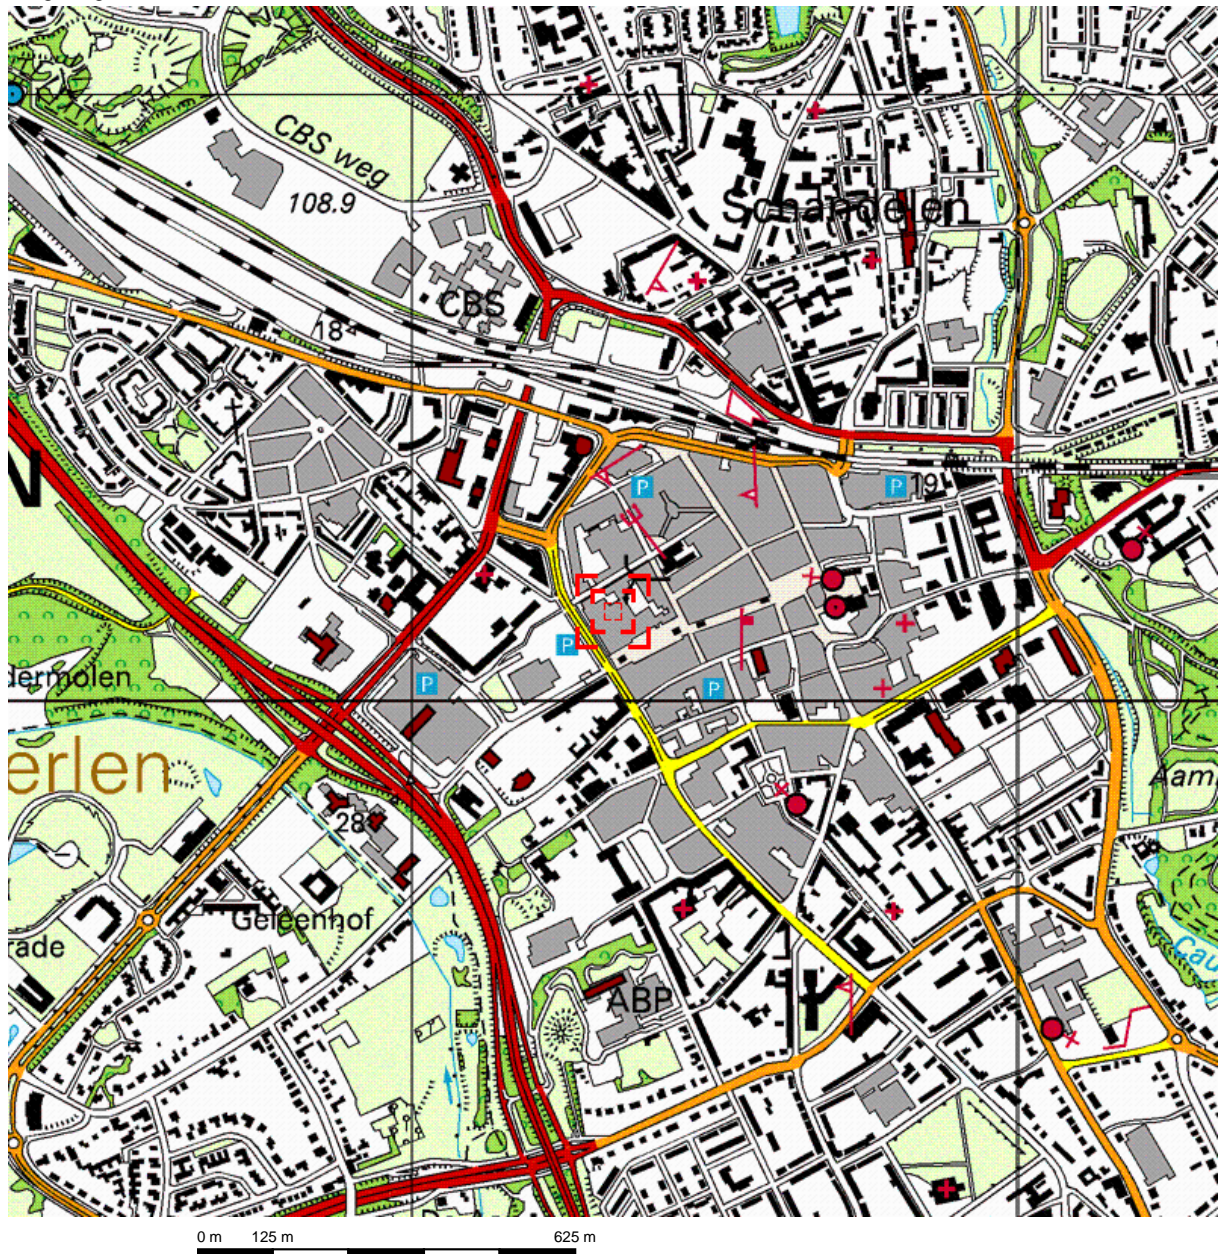 CBS weg
108.9
Schandelen
CBS
18
P
P
19
N
P
dermolen
P
P
erlen
Aam
28
Geleenhof
rade
Cau
ABP
0 m 125 m 625 m